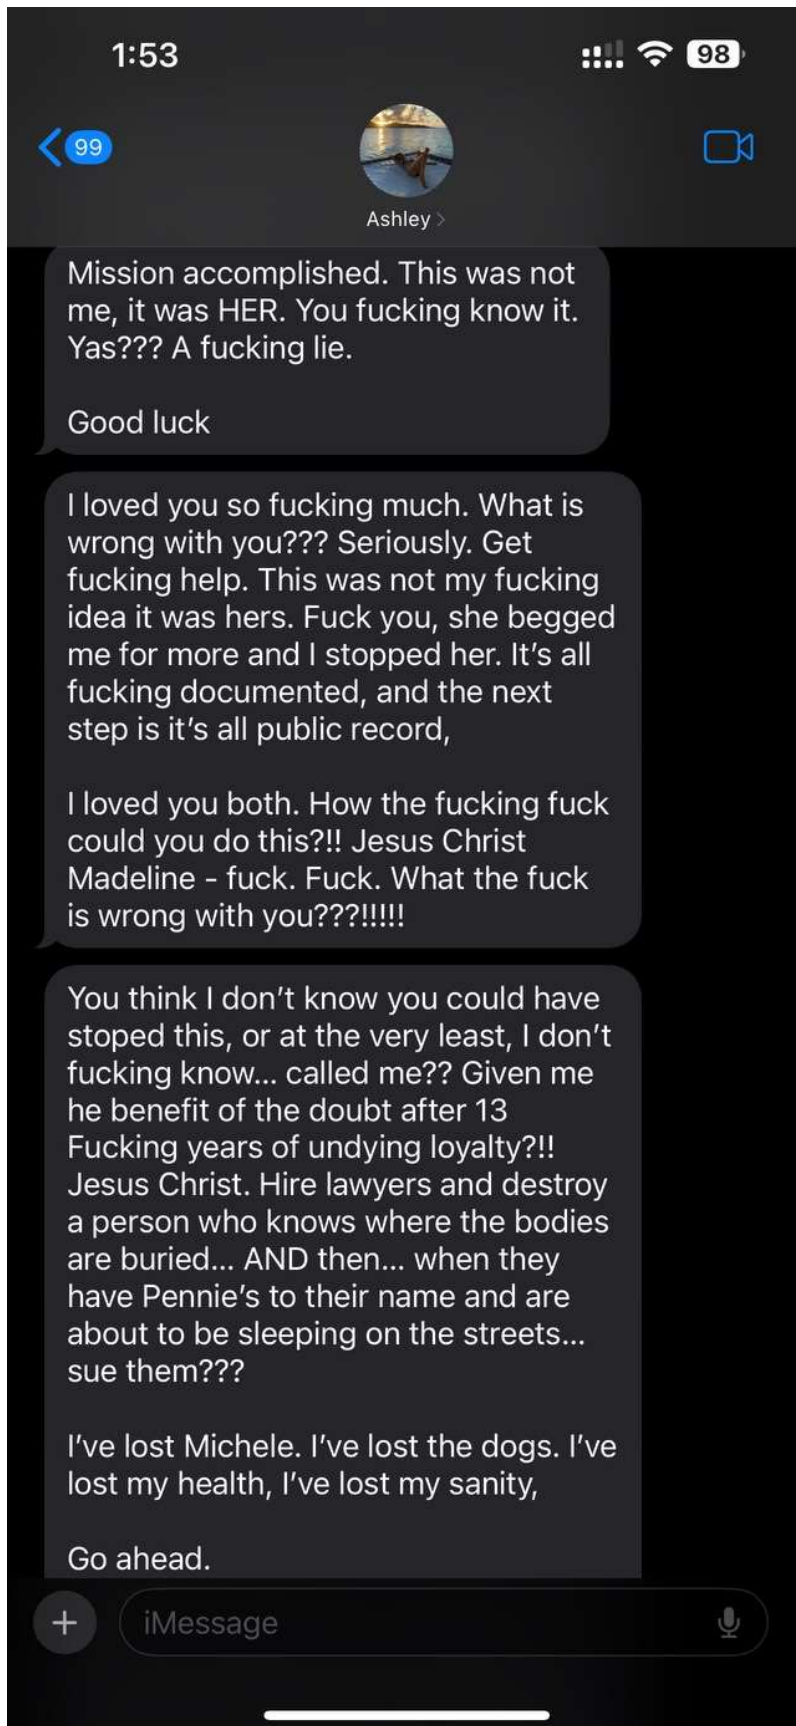 1:53
98
99
Ashley
Mission accomplished. This was not
me, it was HER. You fucking know it.
Yas??? A fucking lie.
Good luck
I loved you so fucking much. What is
wrong with you??? Seriously. Get
fucking help. This was not my fucking
idea it was hers. Fuck you, she begged
me for more and I stopped her. It’s all
fucking documented, and the next
step is it’s all public record,
I loved you both. How the fucking fuck
could you do this?!! Jesus Christ
Madeline - fuck. Fuck. What the fuck
is wrong with you???!!!!!
You think I don’t know you could have
stoped this, or at the very least, I don’t
fucking know... called me?? Given me
he benefit of the doubt after 13
Fucking years of undying loyalty?!!
Jesus Christ. Hire lawyers and destroy
a person who knows where the bodies
are buried... AND then... when they
have Pennie’s to their name and are
about to be sleeping on the streets...
sue them???
I’ve lost Michele. I’ve lost the dogs. I’ve
lost my health, I’ve lost my sanity,
Go ahead.
iMessage